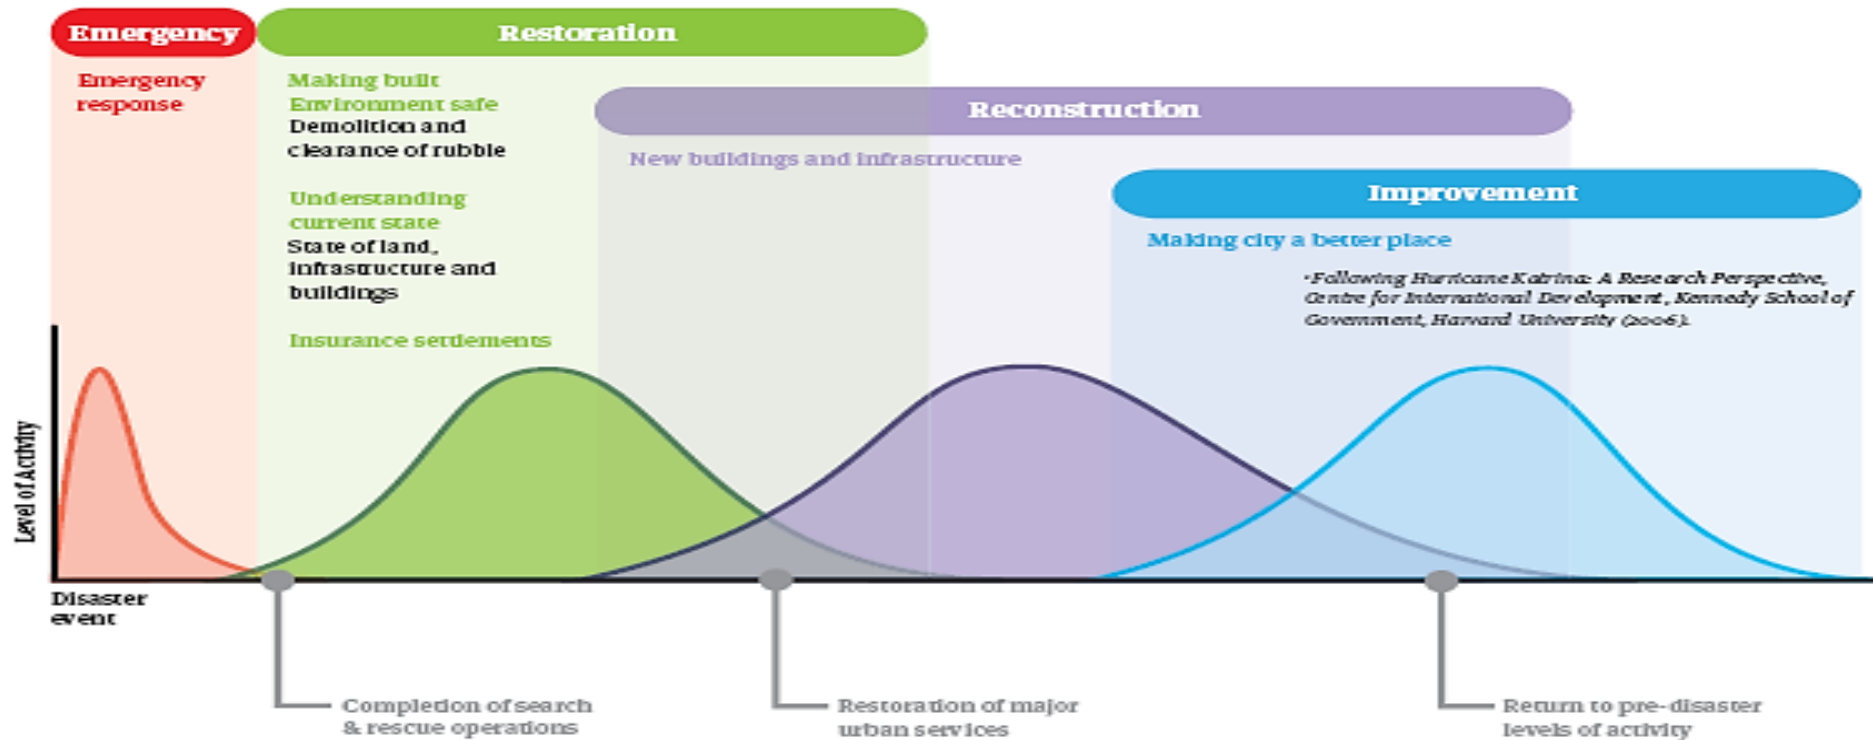 Emergency
Restoration
Emergency
response
Making built
Environment safe
Demolition and
clearance of rubble
Understanding
current state
State of land,
infrastructure and
buildings
Insurance settlements
Reconstruction
New buildings and infrastructure
Improvement
Making city a better place
•Following Hurricane Katrina: A Research Perspective,
Centre for International Development, Kennedy School of
Government, Harvard University (2006).
Level of Activity
Disaster
event
Completion of search
& rescue operations
Restoration of major
urban services
Return to pre-disaster
levels of activity